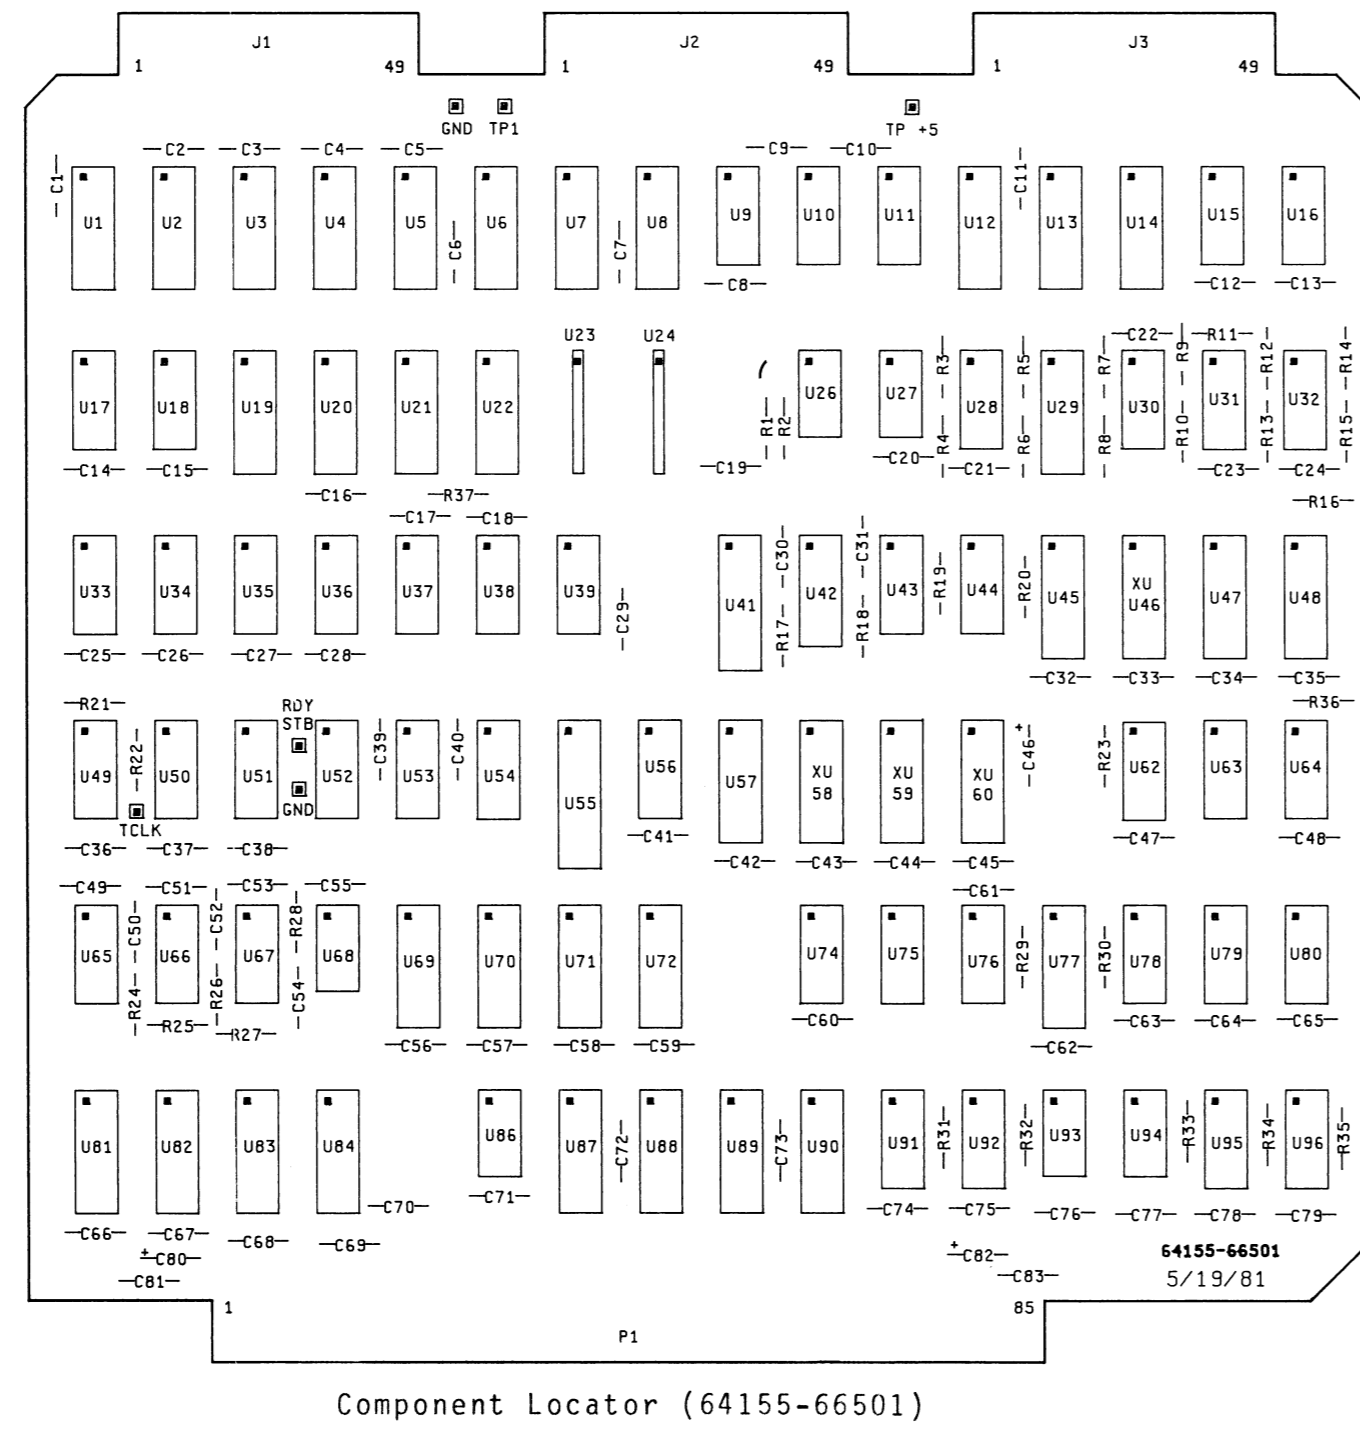 J1 J2 J3
1 49 1 49 1 49
GND TP1 TP +5
C2 C3 C4 C5 C9 C10
C1 C11
U1 U2 U3 U4 U5 C6 U6 U7 C7 U8 U9 U10 U11 U12 U13 U14 U15 U16
C8 C12 C13
U23 U24 C22 R11
R3 R5 R7 R9 R12 R14
U17 U18 U19 U20 U21 U22 R1 R2 U26 U27 U28 U29 U30 U31 U32
R4 R6 R8 R10 R13 R15
C14 C15 C19 C20 C21 C23 C24
C16 R37 R16
C17 C18
C30 C31
U33 U34 U35 U36 U37 U38 U39 C29 U41 U42 U43 R19 U44 R20 U45 XU U46 U47 U48
R17 R18
C25 C26 C27 C28 C32 C33 C34 C35
R21 RDY R36
STB
R22 C39 C40 +C46 R23
U49 U50 U51 U52 U53 U54 U55 U56 U57 XU 58 XU 59 XU 60 U62 U63 U64
GND
TCLK
C41 C47 C48
C36 C37 C38 C42 C43 C44 C45
C49 C51 C53 C55 C61
C50 C52 R28
U65 U66 U67 U68 U69 U70 U71 U72 U74 U75 U76 R29 U77 R30 U78 U79 U80
R24 R26 C54
R25 R27 C60 C63 C64 C65
C56 C57 C58 C59 C62
U81 U82 U83 U84 U86 U87 C72 U88 U89 C73 U90 U91 R31 U92 R32 U93 U94 R33 U95 R34 U96 R35
C71
C70 C74 C75 C76 C77 C78 C79
C66 C67 C68 C69
+C80 +C82 64155-66501
C81 C83 5/19/81
1 85
P1
Component Locator (64155-66501)